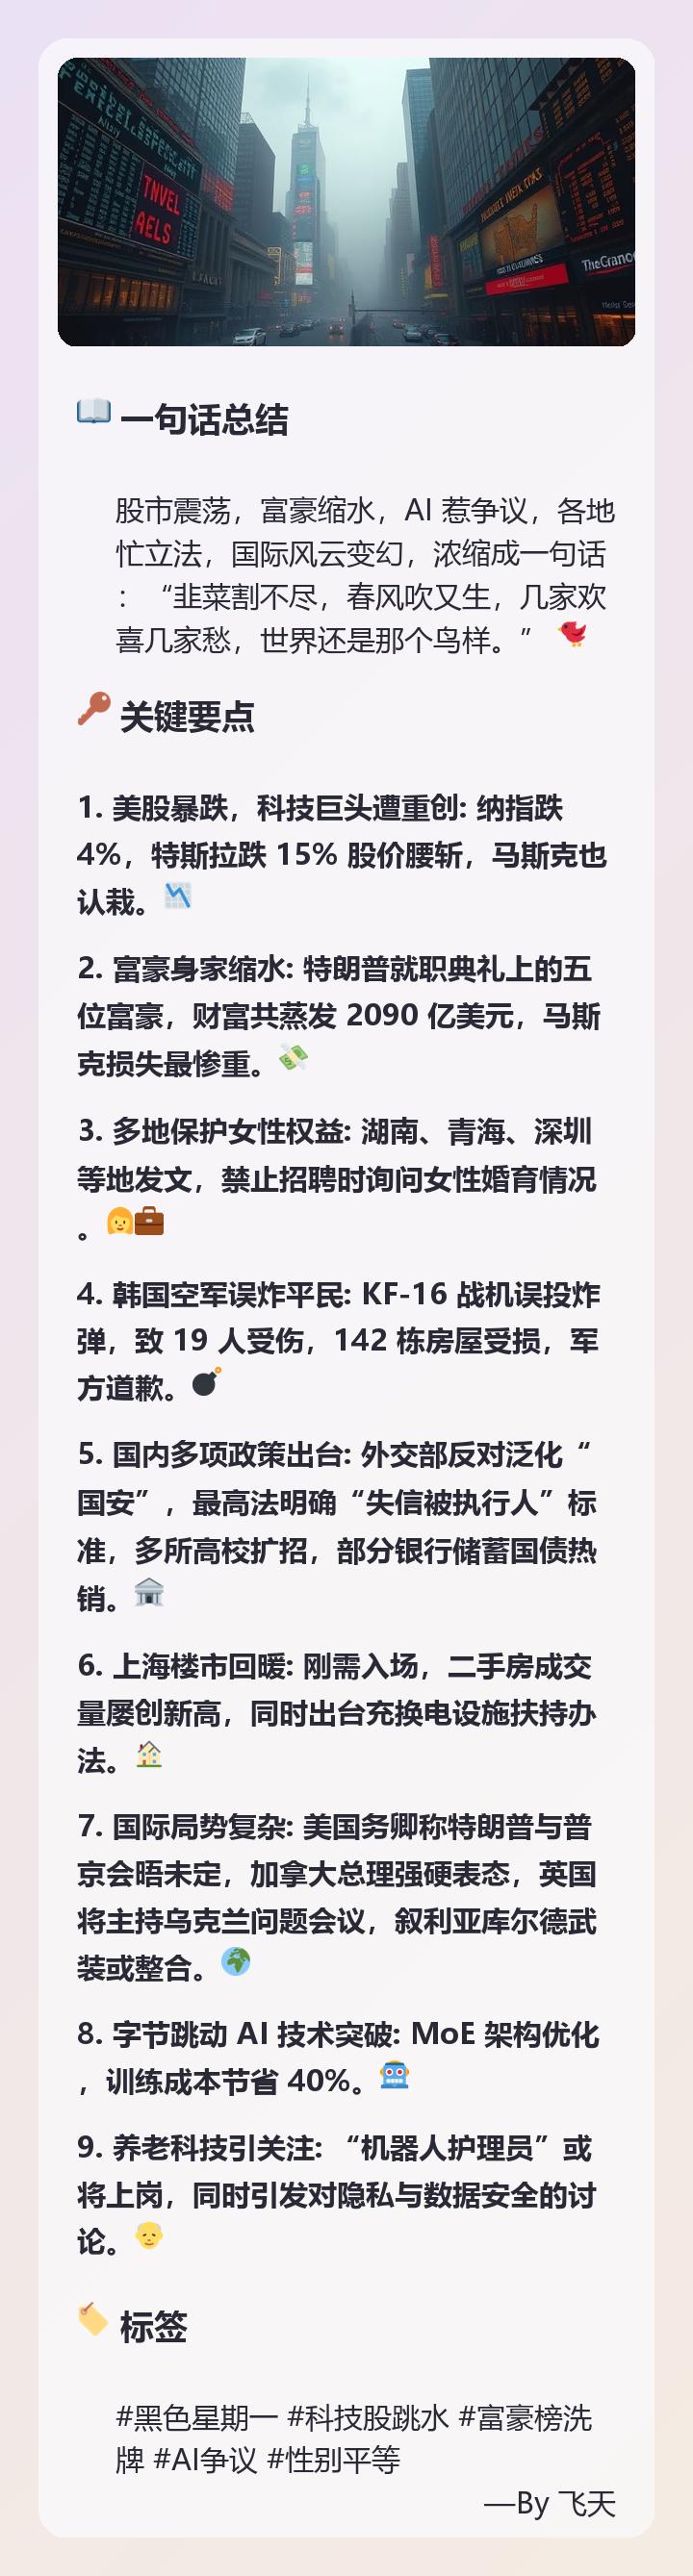 TNVEL
AELS
TheGrano
📖 一句话总结
股市震荡，富豪缩水，AI 惹争议，各地
忙立法，国际风云变幻，浓缩成一句话
：“韭菜割不尽，春风吹又生，几家欢
喜几家愁，世界还是那个鸟样。” 🐦
🔑 关键要点
1. 美股暴跌，科技巨头遭重创: 纳指跌
4%，特斯拉跌 15% 股价腰斩，马斯克也
认栽。📉
2. 富豪身家缩水: 特朗普就职典礼上的五
位富豪，财富共蒸发 2090 亿美元，马斯
克损失最惨重。💸
3. 多地保护女性权益: 湖南、青海、深圳
等地发文，禁止招聘时询问女性婚育情况
。👩💼
4. 韩国空军误炸平民: KF-16 战机误投炸
弹，致 19 人受伤，142 栋房屋受损，军
方道歉。💣
5. 国内多项政策出台: 外交部反对泛化“
国安”，最高法明确“失信被执行人”标
准，多所高校扩招，部分银行储蓄国债热
销。🏛️
6. 上海楼市回暖: 刚需入场，二手房成交
量屡创新高，同时出台充换电设施扶持办
法。🏠
7. 国际局势复杂: 美国务卿称特朗普与普
京会晤未定，加拿大总理强硬表态，英国
将主持乌克兰问题会议，叙利亚库尔德武
装或整合。🌍
8. 字节跳动 AI 技术突破: MoE 架构优化
，训练成本节省 40%。🤖
9. 养老科技引关注: “机器人护理员”或
将上岗，同时引发对隐私与数据安全的讨
论。👴
🏷️ 标签
#黑色星期一 #科技股跳水 #富豪榜洗
牌 #AI争议 #性别平等
—By 飞天